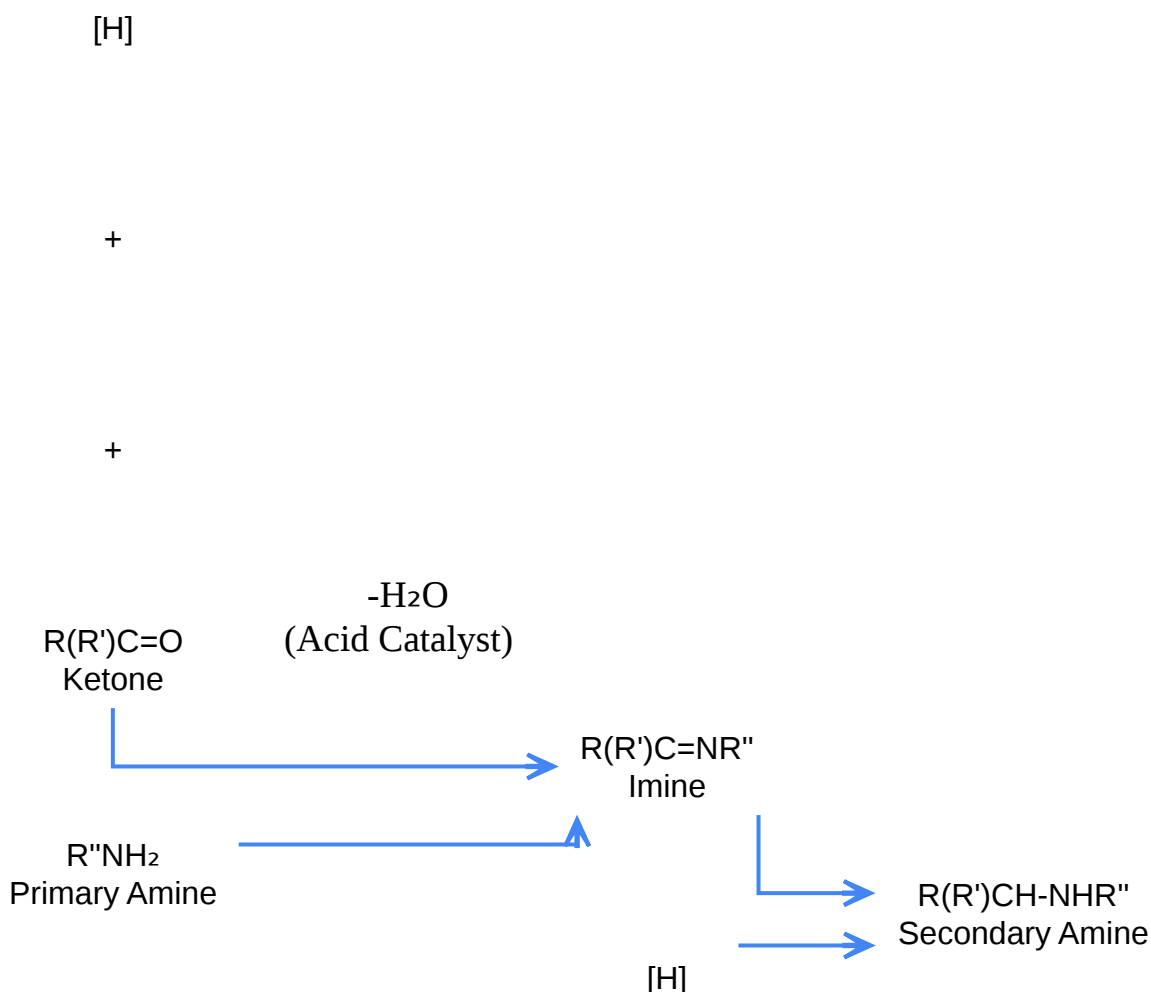 [H]
+
+
-H₂O
(Acid Catalyst)
R(R')C=O
Ketone
R(R')C=NR"
Imine
R"NH₂
Primary Amine
R(R')CH-NHR"
Secondary Amine
[H]